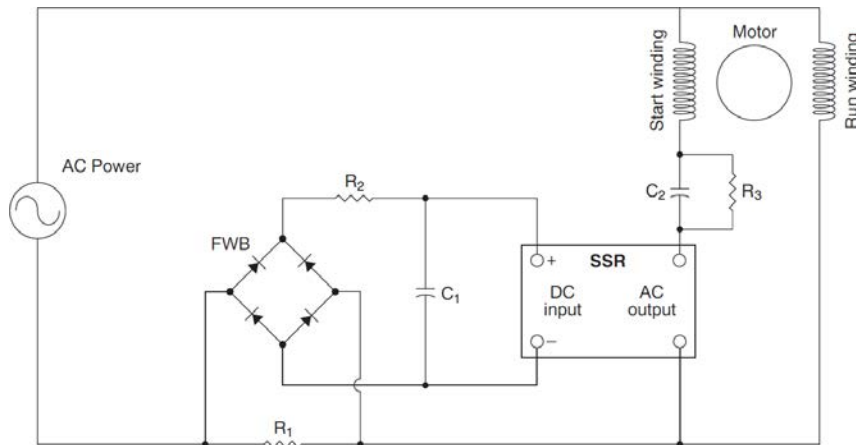 Motor
Start winding
Run winding
AC Power
R2
C2
R3
FWB
+ SSR
DC input
AC output
C1
–
R1